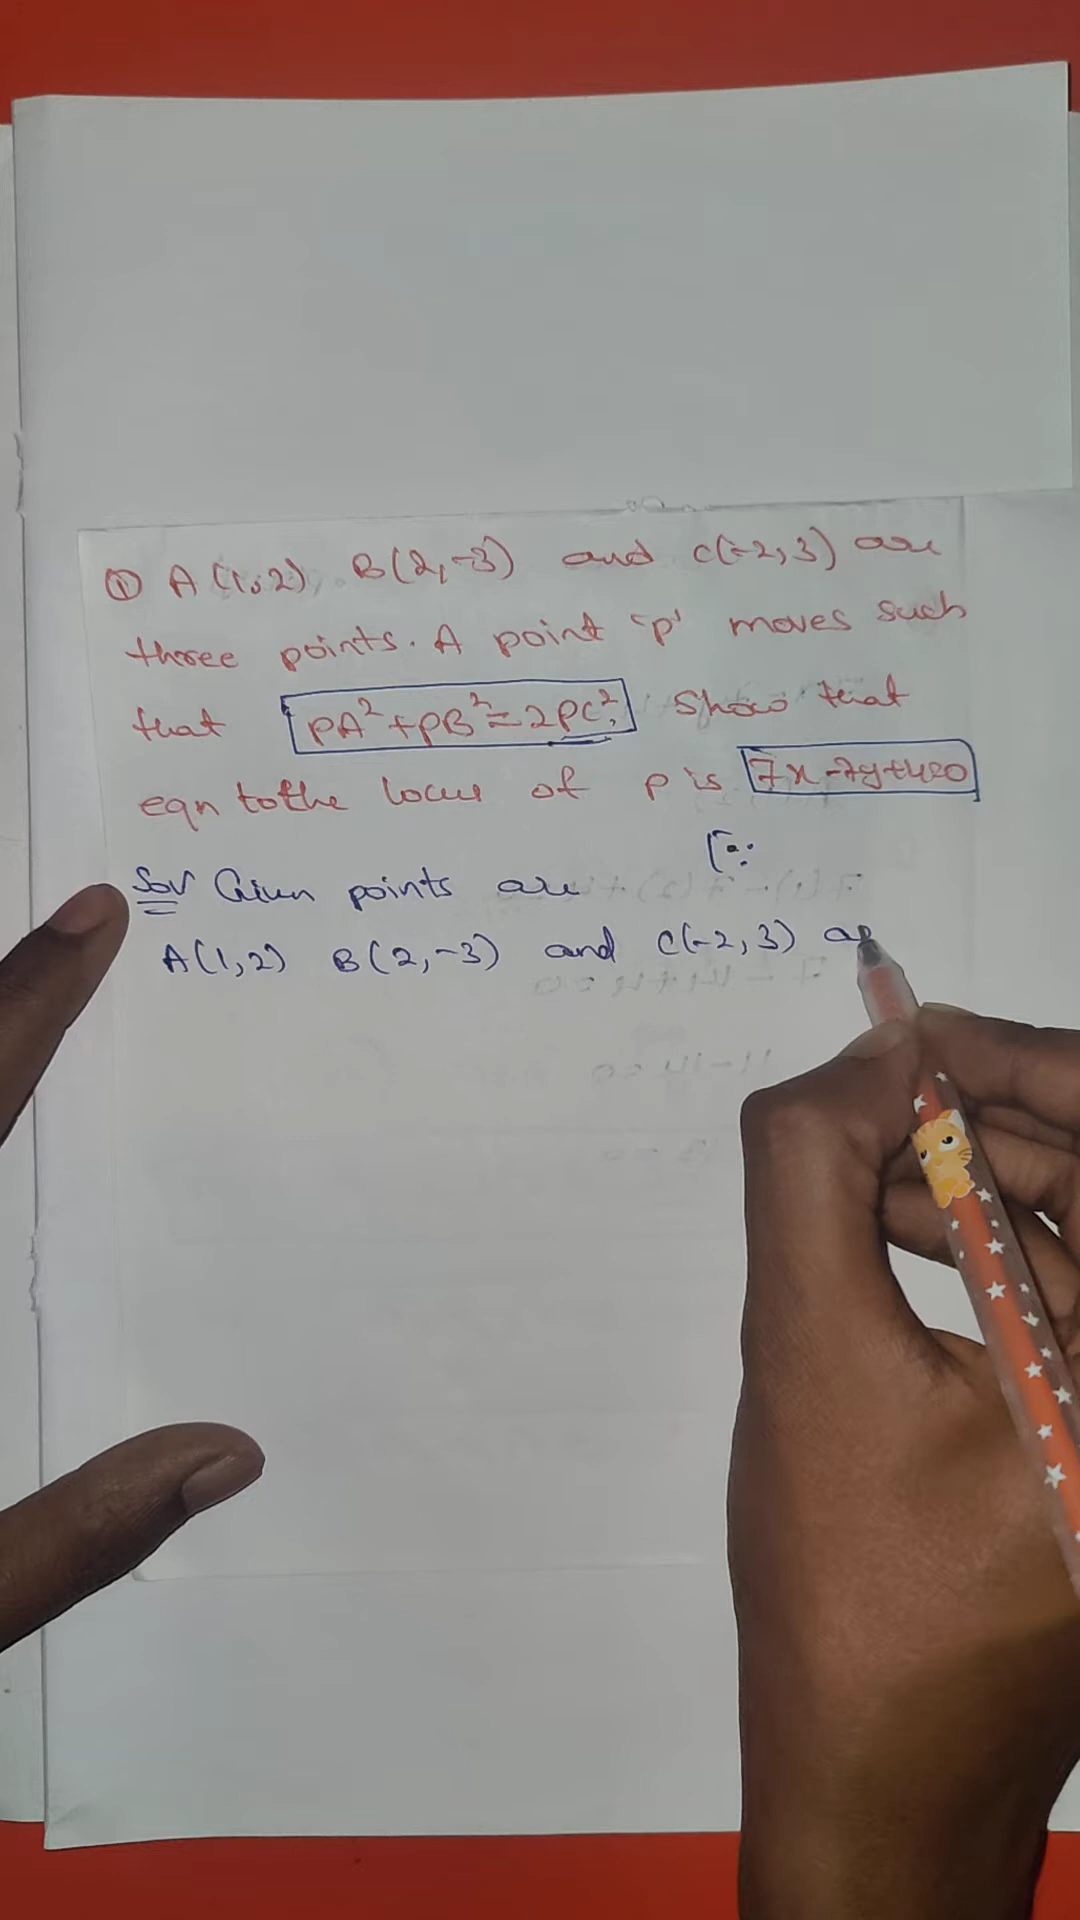 ① A(1,2) B(2,-3) and C(-2,3) are
three points. A point 'p' moves such
that PA²+PB²=2PC². Show that
eqn to the locus of p is 7x-7y+4=0
Sol Given points are
A(1,2) B(2,-3) and C(-2,3)